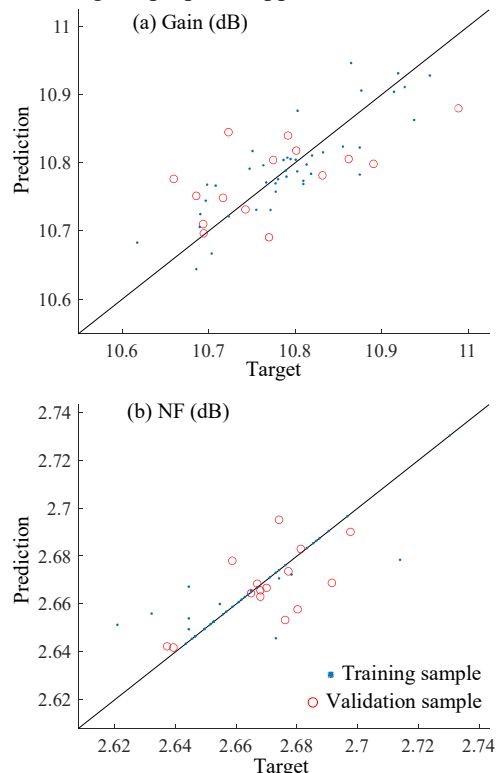 (a) Gain (dB)
11
10.9
10.8
10.7
10.6
Prediction
10.6 10.7 10.8 10.9 11
Target
(b) NF (dB)
2.74
2.72
2.7
2.68
2.66
2.64
2.62
Prediction
Training sample
Validation sample
2.62 2.64 2.66 2.68 2.7 2.72 2.74
Target